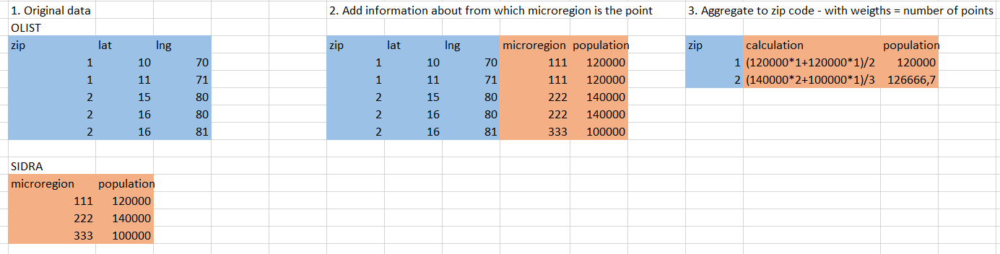 1. Original data 2. Add information about from which microregion is the point 3. Aggregate to zip code - with weigths = number of points
OLIST
zip lat lng zip lat lng microregion population zip calculation population
1 10 70 1 10 70 111 120000 1 (120000*1+120000*1)/2 120000
1 11 71 1 11 71 111 120000 2 (140000*2+100000*1)/3 126666,7
2 15 80 2 15 80 222 140000
2 16 80 2 16 80 222 140000
2 16 81 2 16 81 333 100000
SIDRA
microregion population
111 120000
222 140000
333 100000